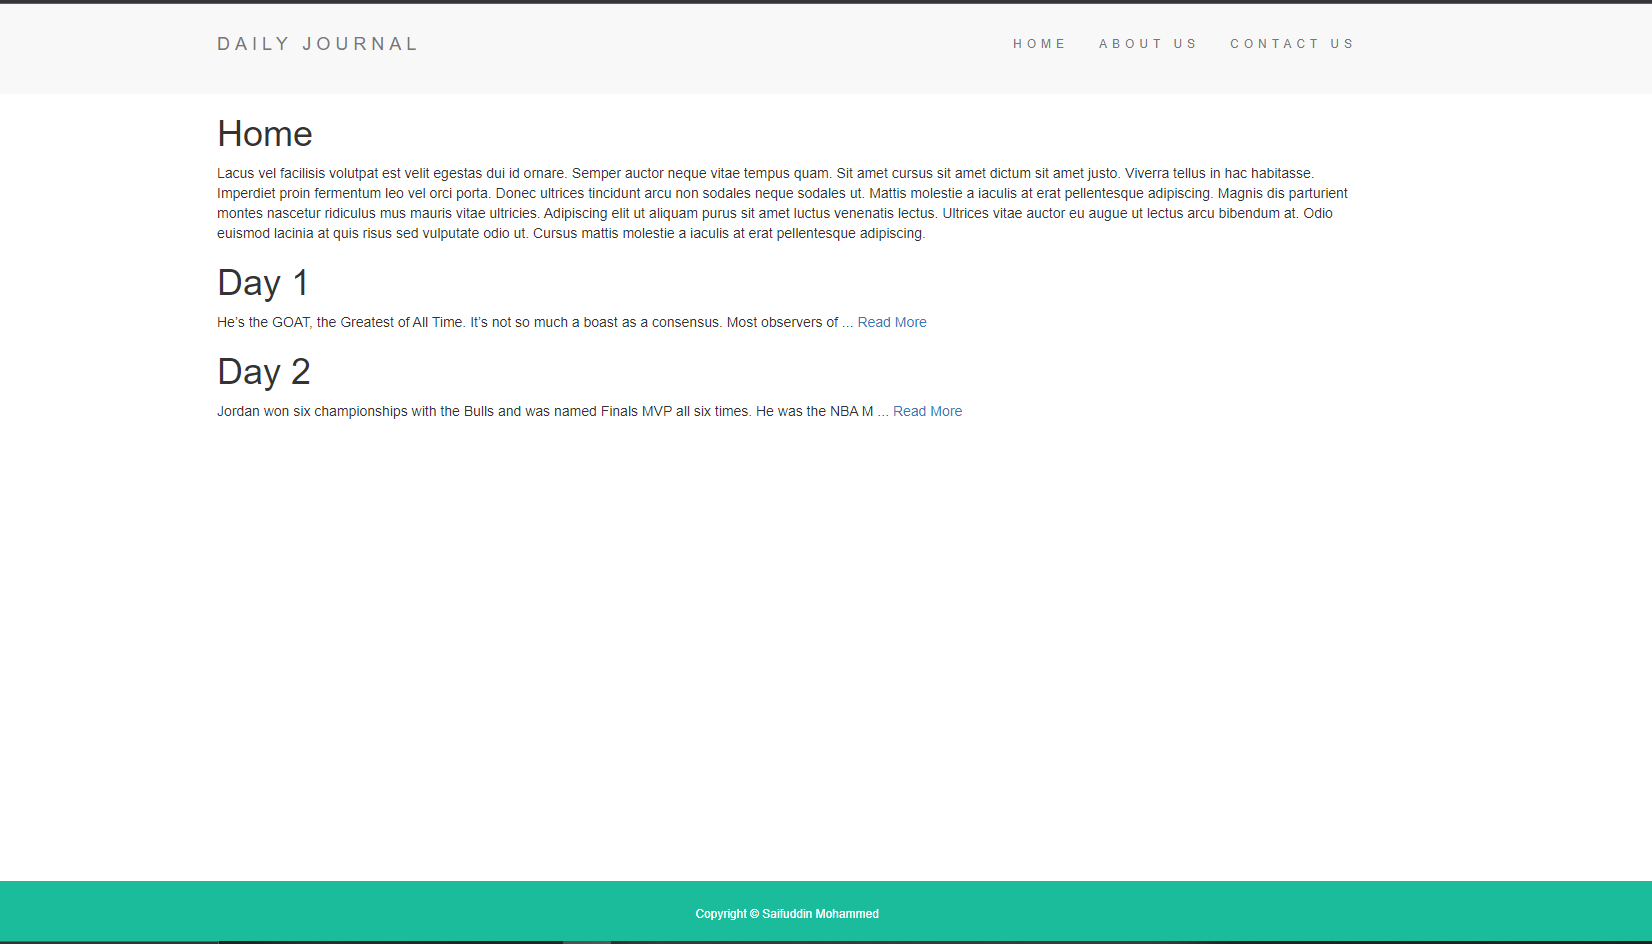 DAILY JOURNAL
HOME ABOUT US CONTACT US
Home
Lacus vel facilisis volutpat est velit egestas dui id ornare. Semper auctor neque vitae tempus quam. Sit amet cursus sit amet dictum sit amet justo. Viverra tellus in hac habitasse.
Imperdiet proin fermentum leo vel orci porta. Donec ultrices tincidunt arcu non sodales neque sodales ut. Mattis molestie a iaculis at erat pellentesque adipiscing. Magnis dis parturient
montes nascetur ridiculus mus mauris vitae ultricies. Adipiscing elit ut aliquam purus sit amet luctus venenatis lectus. Ultrices vitae auctor eu augue ut lectus arcu bibendum at. Odio
euismod lacinia at quis risus sed vulputate odio ut. Cursus mattis molestie a iaculis at erat pellentesque adipiscing.
Day 1
He’s the GOAT, the Greatest of All Time. It’s not so much a boast as a consensus. Most observers of ... Read More
Day 2
Jordan won six championships with the Bulls and was named Finals MVP all six times. He was the NBA M ... Read More
Copyright © Saifuddin Mohammed